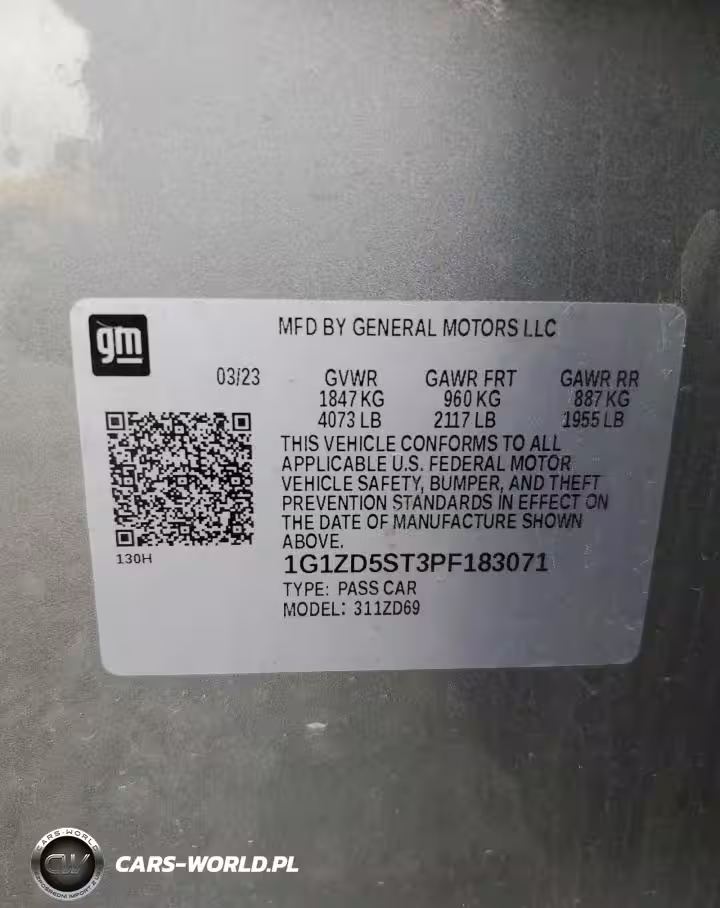 gm
MFD BY GENERAL MOTORS LLC
03/23 GVWR GAWR FRT GAWR RR
1847 KG 960 KG 887 KG
4073 LB 2117 LB 1955 LB
THIS VEHICLE CONFORMS TO ALL
APPLICABLE U.S. FEDERAL MOTOR
VEHICLE SAFETY, BUMPER, AND THEFT
PREVENTION STANDARDS IN EFFECT ON
THE DATE OF MANUFACTURE SHOWN
ABOVE.
130H
1G1ZD5ST3PF183071
TYPE: PASS CAR
MODEL: 311ZD69
CARS-WORLD
CW
CARS-WORLD.PL